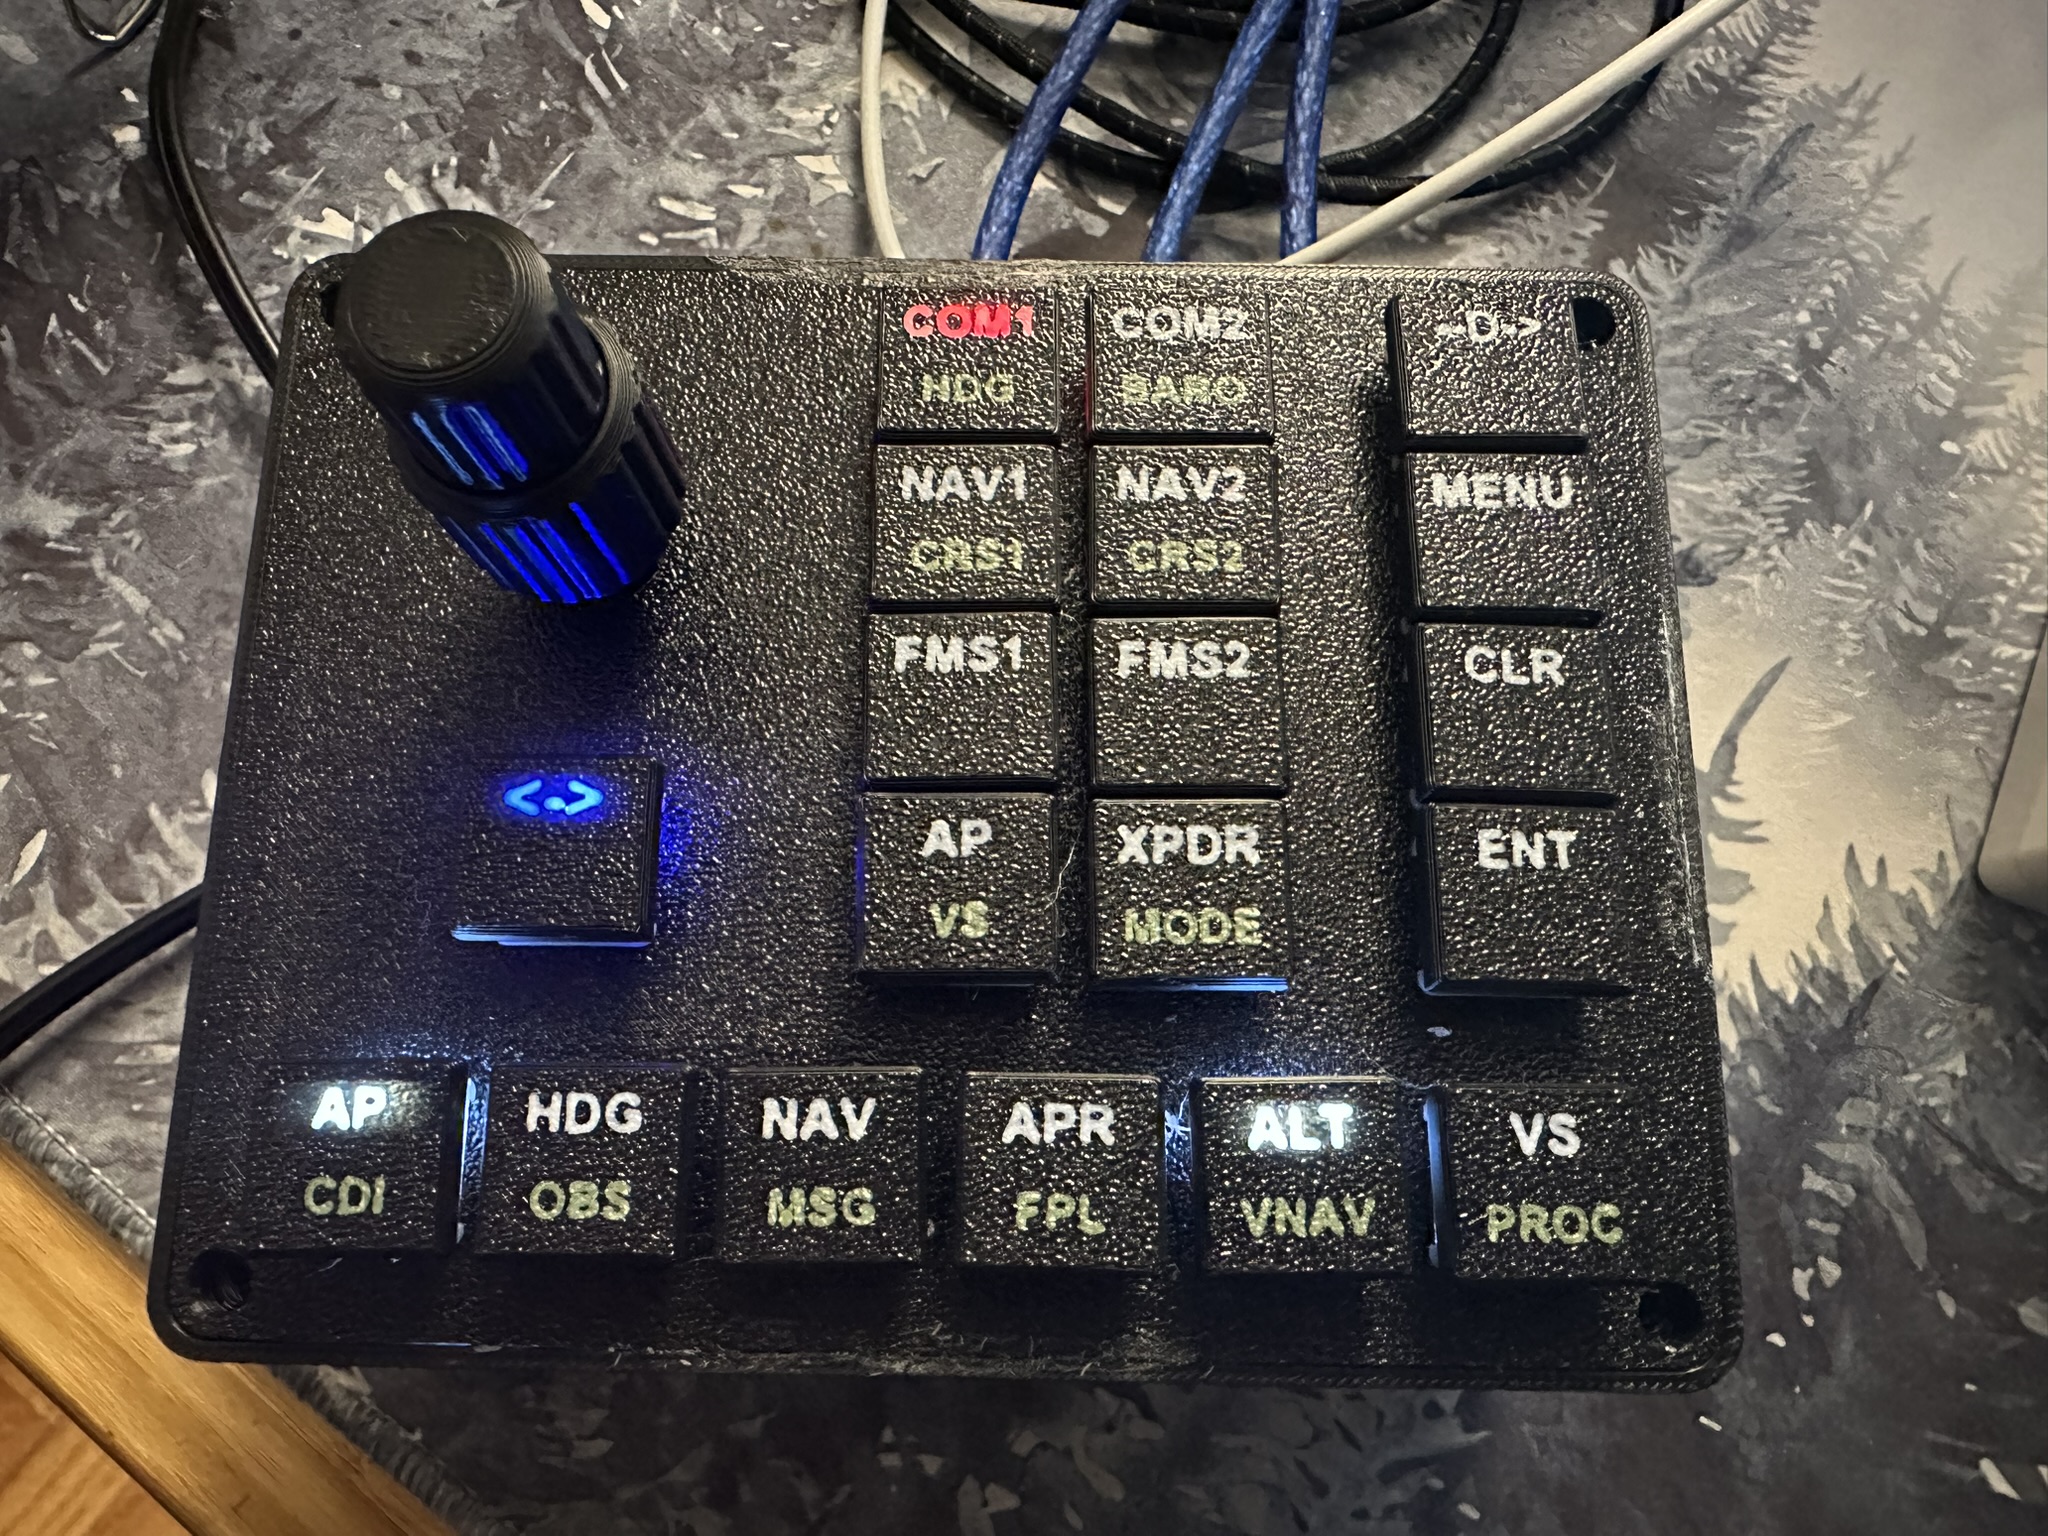 COM1 COM2 -D->
HDG BARO
NAV1 NAV2 MENU
CRS1 CRS2
FMS1 FMS2 CLR
<->
AP XPDR ENT
VS MODE
AP HDG NAV APR ALT VS
CDI OBS MSG FPL VNAV PROC